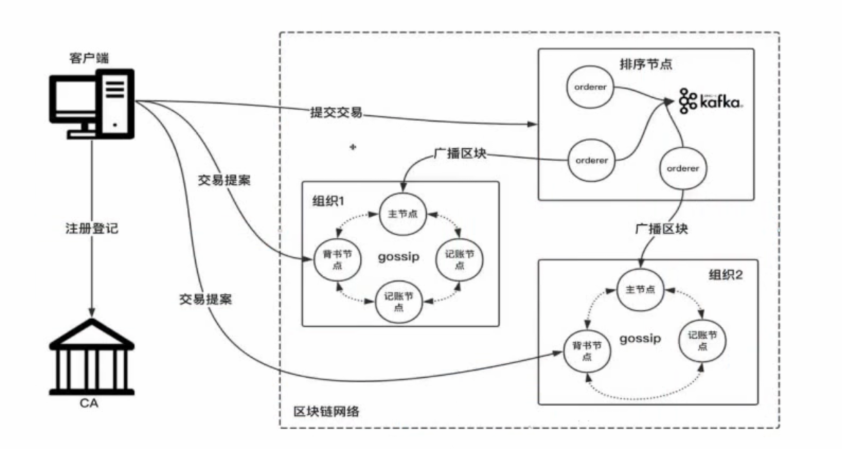 客户端
排序节点
orderer
kafka
提交交易
orderer
orderer
广播区块
交易提案
组织1
主节点
注册登记
广播区块
背书节
点
gossip
记账节
点
组织2
主节点
交易提案
记账节
点
背书节
点
gossip
记账节
点
CA
区块链网络